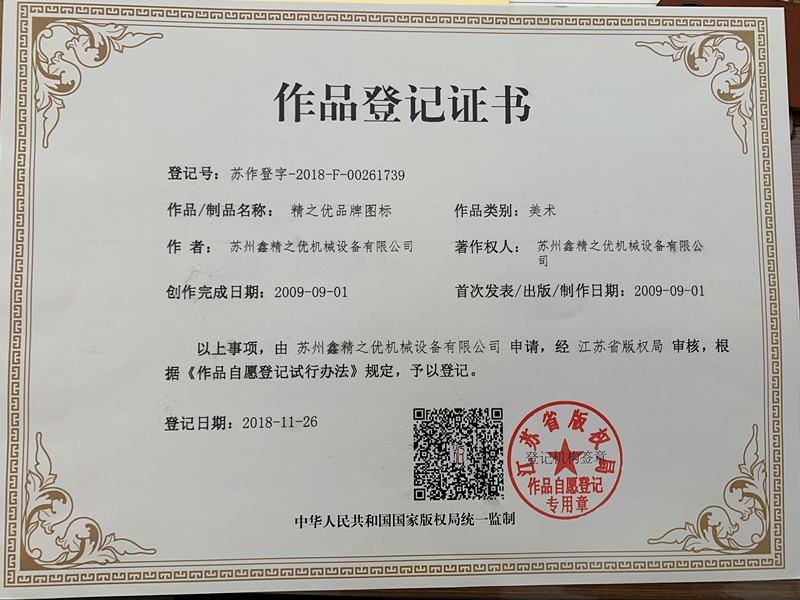 作品登记证书
登记号：苏作登字-2018-F-00261739
作品/制品名称：精之优品牌图标
作品类别：美术
作 者：苏州鑫精之优机械设备有限公司
著作权人：苏州鑫精之优机械设备有限公
司
创作完成日期：2009-09-01
首次发表/出版/制作日期：2009-09-01
以上事项，由 苏州鑫精之优机械设备有限公司 申请，经 江苏省版权局 审核，根
据《作品自愿登记试行办法》规定，予以登记。
登记日期：2018-11-26
江苏省版权局
登记机构签章
作品自愿登记
专用章
中华人民共和国国家版权局统一监制